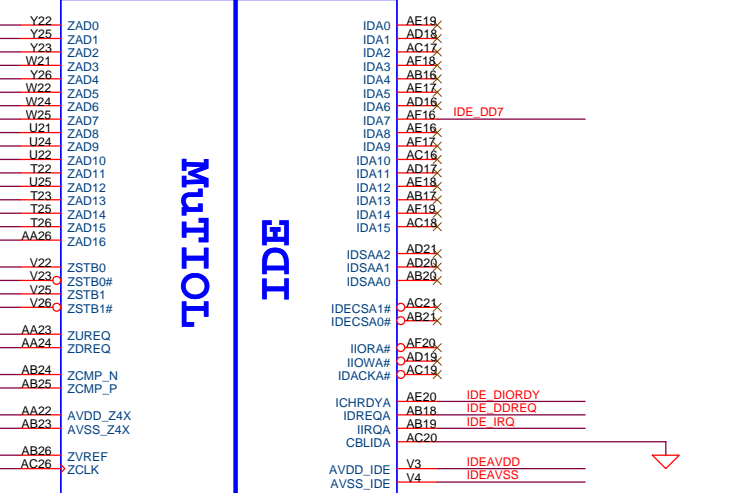 Y22 ZAD0
Y25 ZAD1
Y23 ZAD2
W21 ZAD3
Y26 ZAD4
W22 ZAD5
W24 ZAD6
W25 ZAD7
U21 ZAD8
U24 ZAD9
U22 ZAD10
T22 ZAD11
U25 ZAD12
T23 ZAD13
T25 ZAD14
T26 ZAD15
AA26 ZAD16
V22 ZSTB0
V23 ZSTB0#
V25 ZSTB1
V26 ZSTB1#
AA23 ZUREQ
AA24 ZDREQ
AB24 ZCMP_N
AB25 ZCMP_P
AA22 AVDD_Z4X
AB23 AVSS_Z4X
AB26 ZVREF
AC26 ZCLK
MuTIOL
IDE
IDA0 AE19
IDA1 AD18
IDA2 AC17
IDA3 AF18
IDA4 AB16
IDA5 AE17
IDA6 AD16
IDA7 AF16 IDE_DD7
IDA8 AE16
IDA9 AF17
IDA10 AC16
IDA11 AD17
IDA12 AE18
IDA13 AB17
IDA14 AF19
IDA15 AC18
IDSAA2 AD21
IDSAA1 AD20
IDSAA0 AB20
IDECSA1# AC21
IDECSA0# AB21
IIORA# AF20
IIOWA# AD19
IDACKA# AC19
ICHRDYA AE20 IDE_DIORDY
IDREQA AB18 IDE_DDREQ
IIRQA AB19 IDE_IRQ
CBLIDA AC20
AVDD_IDE V3 IDEAVDD
AVSS_IDE V4 IDEAVSS